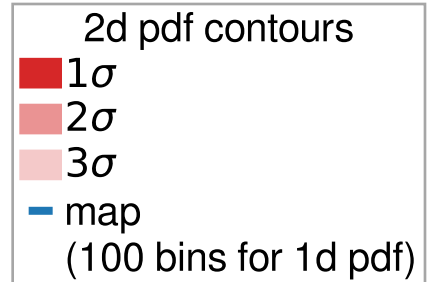 2d pdf contours
1σ
2σ
3σ
map
(100 bins for 1d pdf)